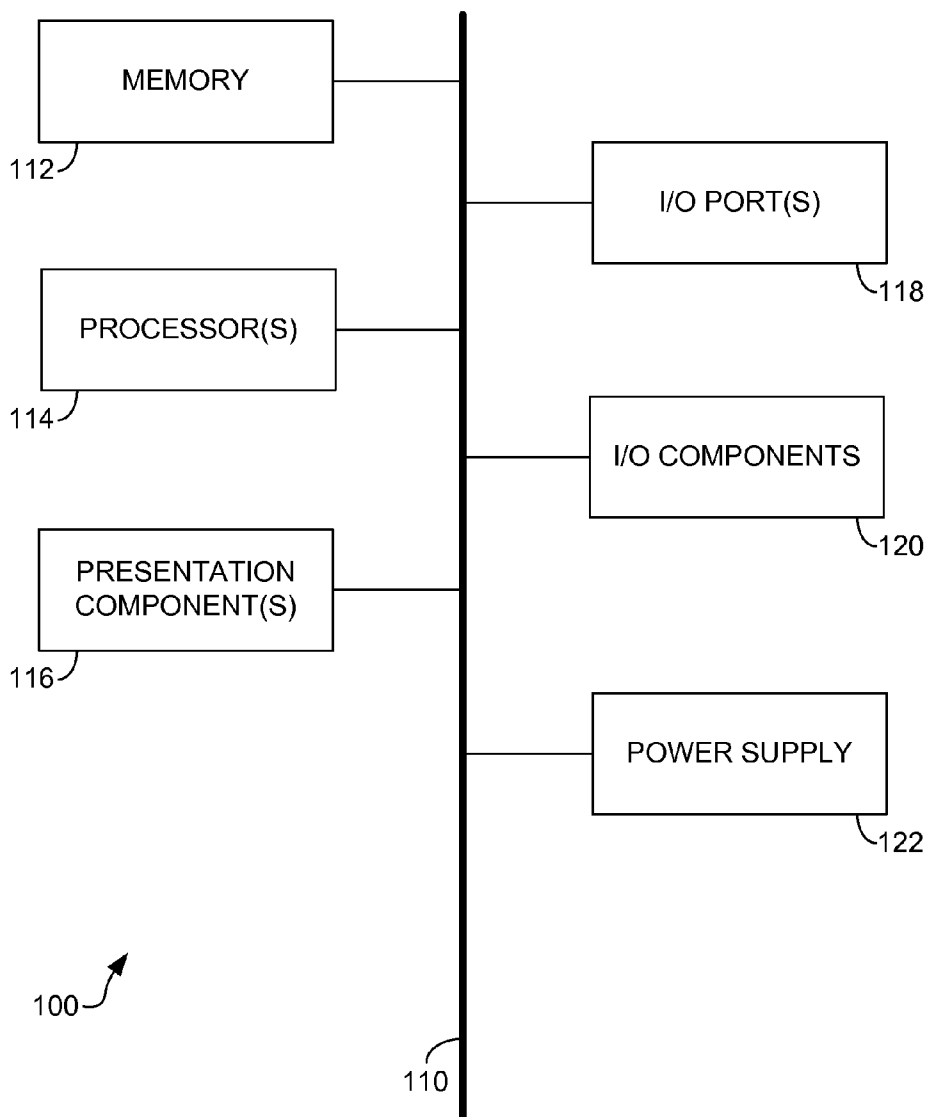 MEMORY
112
I/O PORT(S)
118
PROCESSOR(S)
114
I/O COMPONENTS
120
PRESENTATION
COMPONENT(S)
116
POWER SUPPLY
122
100
110